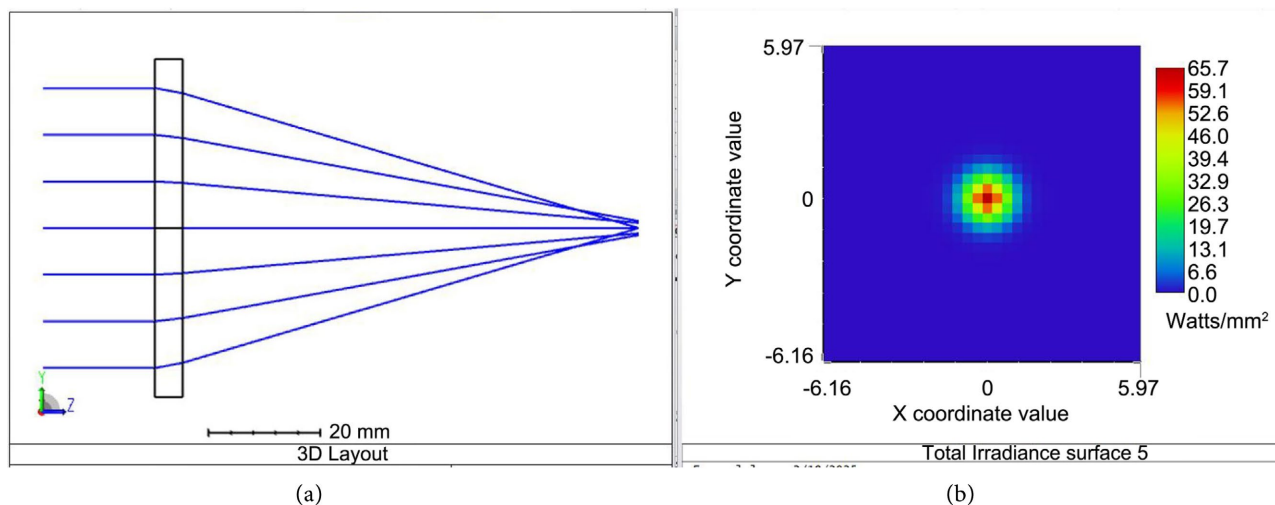 Y
Z
20 mm
3D Layout
(a)
5.97
Y coordinate value
0
-6.16
-6.16
0
5.97
X coordinate value
65.7
59.1
52.6
46.0
39.4
32.9
26.3
19.7
13.1
6.6
0.0
Watts/mm²
Total Irradiance surface 5
(b)